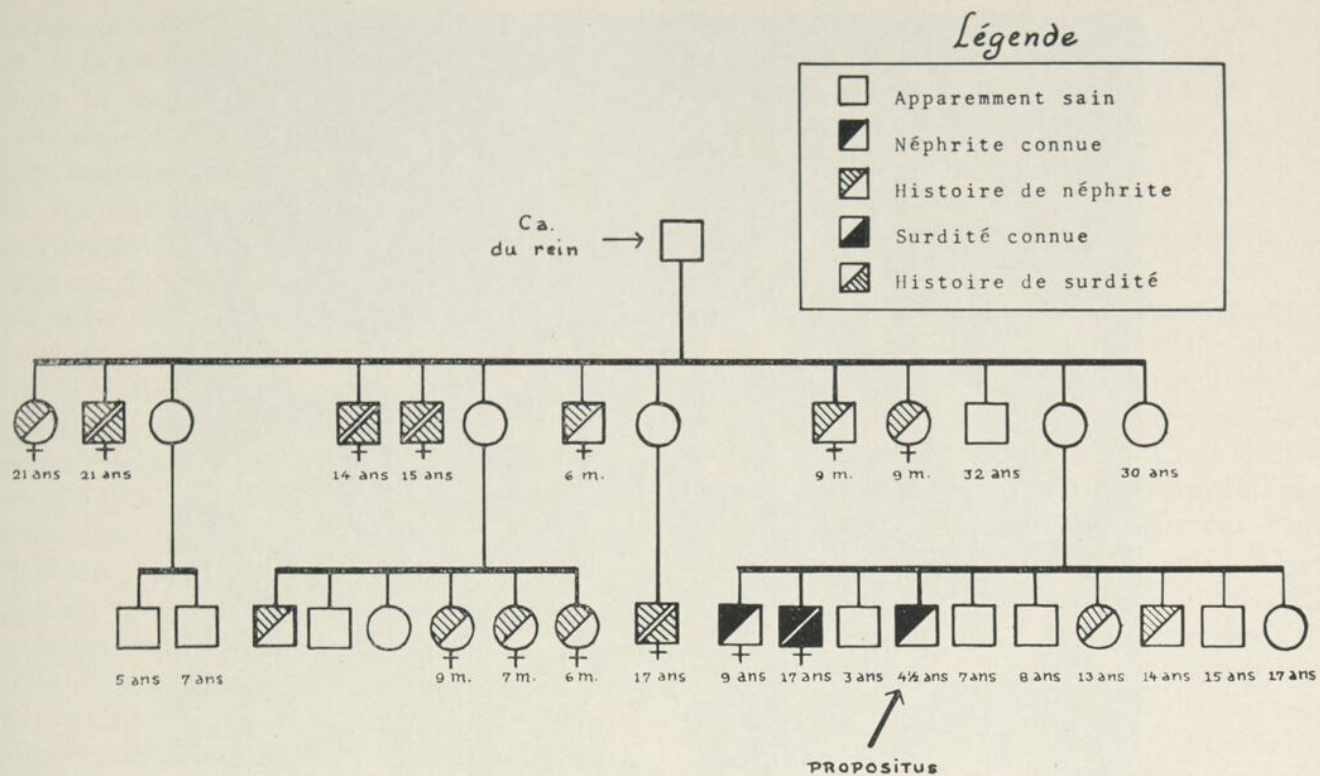 Légende
Apparemment sain
Néphrite connue
Histoire de néphrite
Surdité connue
Histoire de surdité
Ca.
du rein
21 ans 21 ans 14 ans 15 ans 6 m. 9 m. 9 m. 32 ans 30 ans
5 ans 7 ans 9 m. 7 m. 6 m. 17 ans 9 ans 17 ans 3 ans 4½ ans 7 ans 8 ans 13 ans 14 ans 15 ans 17 ans
PROPOSITUS